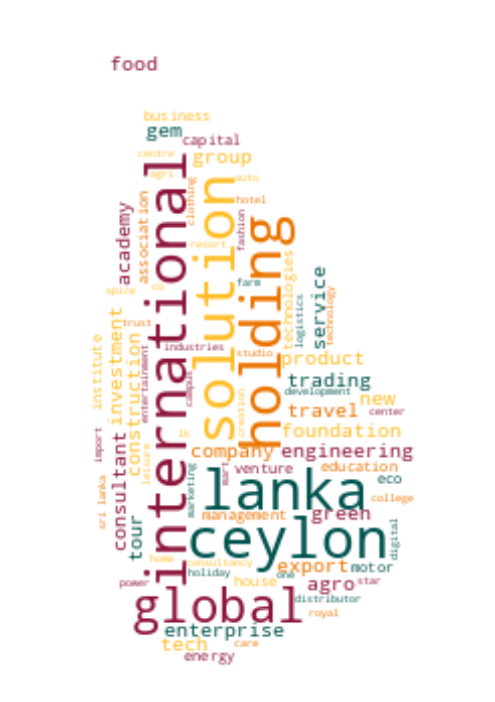 food
business
gem
capital
centre
group
agri
auto
international
solution
clothing
association
academy
hotel
fashion
holding
resort
farm
service
technologies
logistics
technology
spice
co
trust
investment
institute
construction
entertainment
industries
studio
campus
product
trading
development
new
creation
travel
center
foundation
lk
import
consultant
leisure
company
engineering
mart
venture
education
marketing
lanka
eco
college
sri lanka
tour
management
green
digital
ceylon
home
consultancy
export
motor
holiday
one
power
house
agro
star
global
distributor
royal
enterprise
tech
care
energy